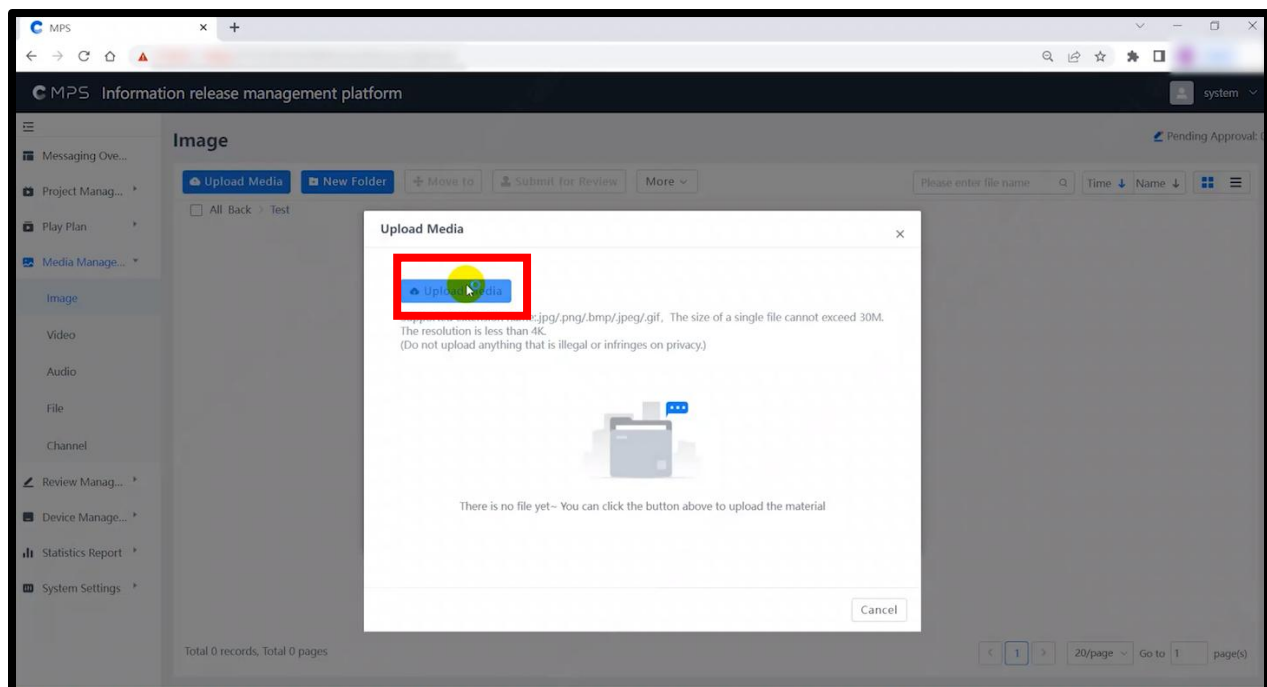 MPS
MPS Information release management platform
system
Image
Pending Approval:
Messaging Ove...
Project Manag...
Play Plan
Media Manage...
Image
Video
Audio
File
Channel
Review Manag...
Device Manage...
Statistics Report
System Settings
Upload Media New Folder Move to Submit for Review More
Please enter file name
Time Name
All Back > Test
Upload Media
Upload Media
:.jpg/.png/.bmp/.jpeg/.gif, The size of a single file cannot exceed 30M.
The resolution is less than 4K.
(Do not upload anything that is illegal or infringes on privacy.)
There is no file yet~ You can click the button above to upload the material
Cancel
Total 0 records, Total 0 pages
1
20/page
Go to 1 page(s)